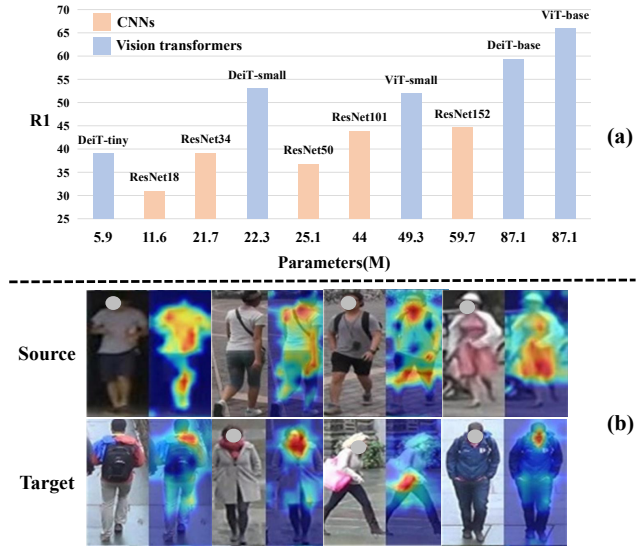 70
65
60
55
50
45
40
35
30
25
R1
CNNs
Vision transformers
DeiT-tiny
ResNet18
ResNet34
DeiT-small
ResNet50
ResNet101
ViT-small
ResNet152
DeiT-base
ViT-base
5.9 11.6 21.7 22.3 25.1 44 49.3 59.7 87.1 87.1
Parameters(M)
(a)
Source
Target
(b)